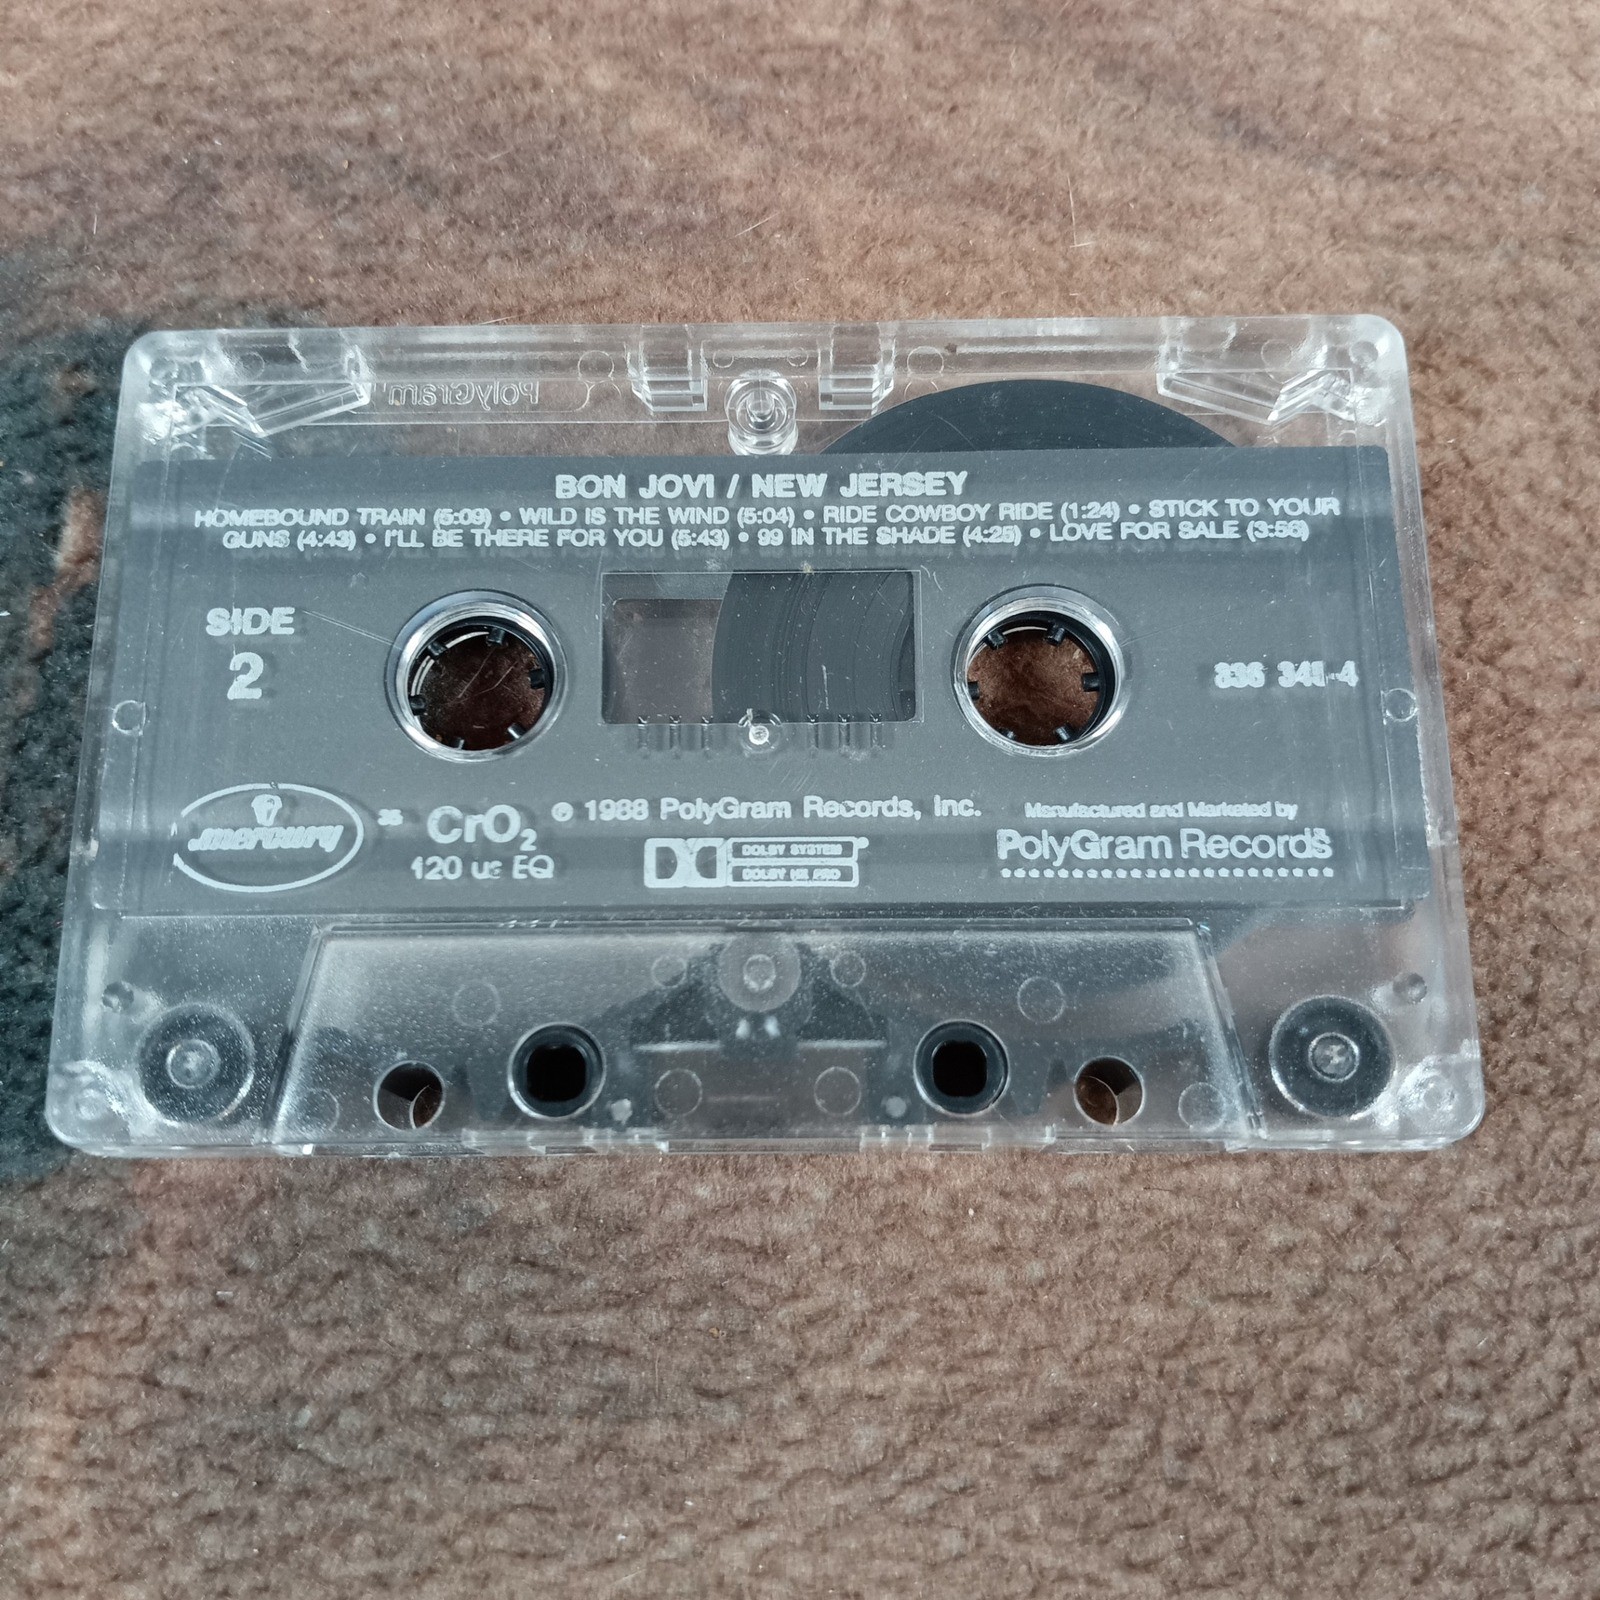 PolyGram
BON JOVI / NEW JERSEY
HOMEBOUND TRAIN (5:09) • WILD IS THE WIND (5:04) • RIDE COWBOY RIDE (1:24) • STICK TO YOUR
GUNS (4:43) • I'LL BE THERE FOR YOU (5:43) • 99 IN THE SHADE (4:25) • LOVE FOR SALE (3:56)
SIDE
2
836 345-4
mercury
35 CrO2
120 us EQ
℗ 1988 PolyGram Records, Inc.
DOLBY SYSTEM
DOLBY HX PRO
Manufactured and Marketed by
PolyGram Records